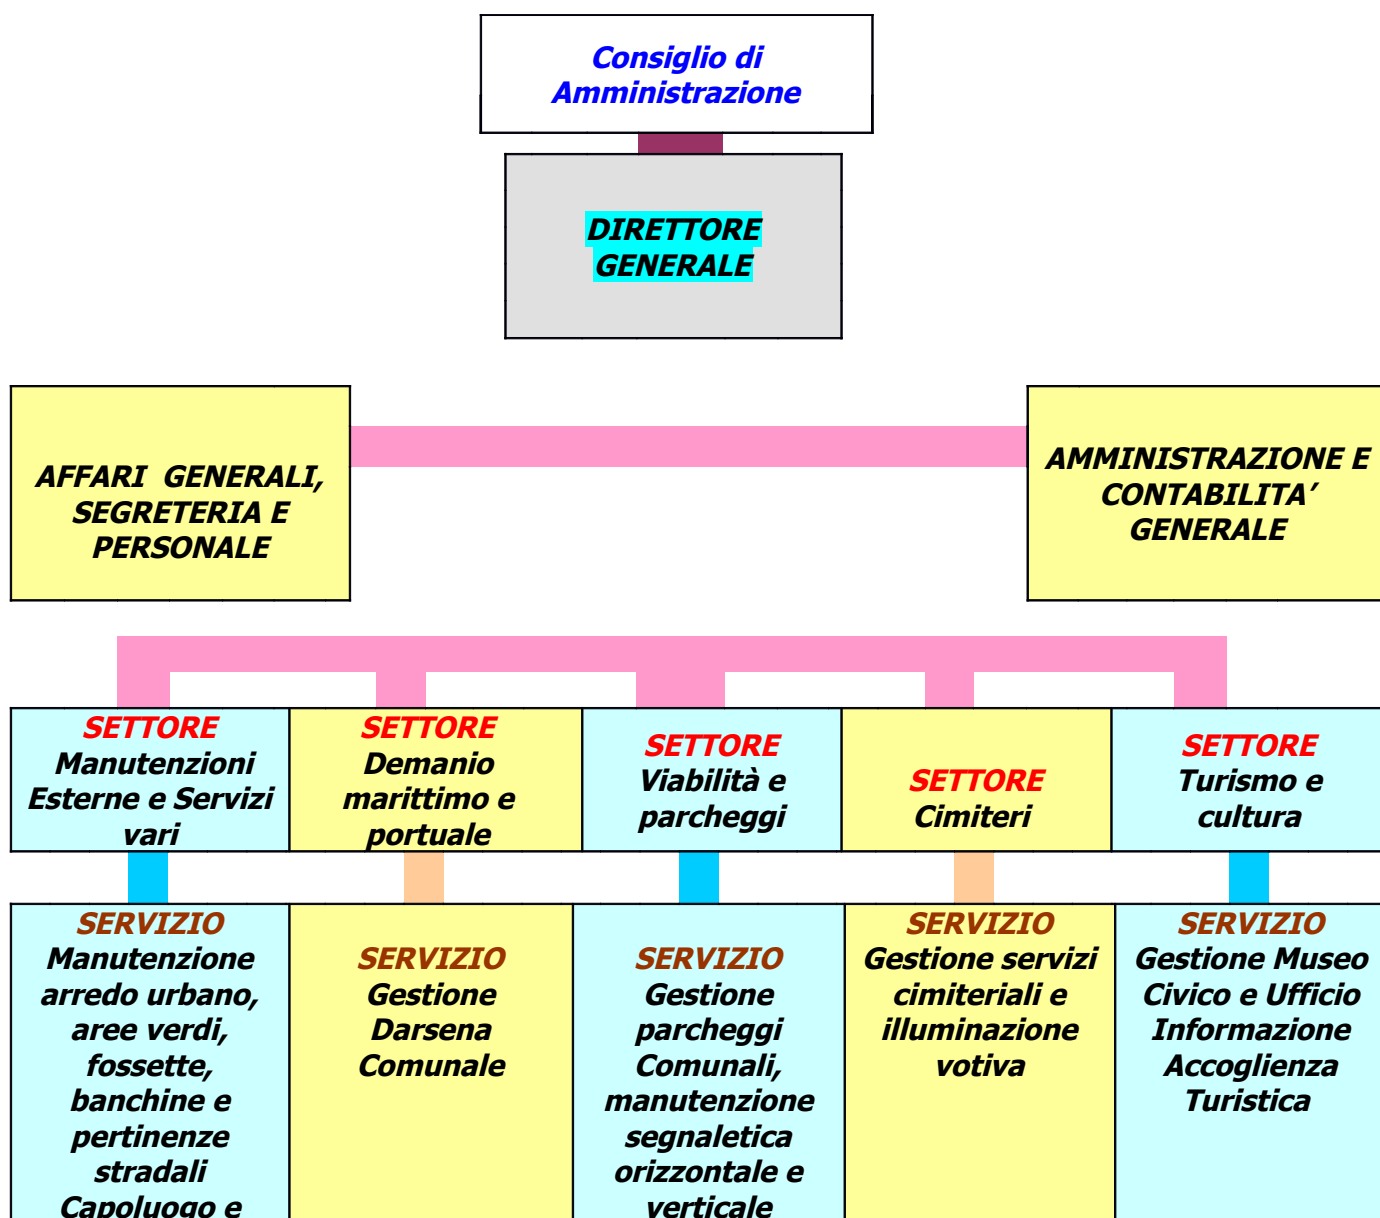 Consiglio di
Amministrazione
DIRETTORE
GENERALE
AFFARI GENERALI,
SEGRETERIA E
PERSONALE
AMMINISTRAZIONE E
CONTABILITA’
GENERALE
SETTORE
Manutenzioni
Esterne e Servizi
vari
SETTORE
Demanio
marittimo e
portuale
SETTORE
Viabilità e
parcheggi
SETTORE
Cimiteri
SETTORE
Turismo e
cultura
SERVIZIO
Manutenzione
arredo urbano,
aree verdi,
fossette,
banchine e
pertinenze
stradali
Capoluogo e
SERVIZIO
Gestione
Darsena
Comunale
SERVIZIO
Gestione
parcheggi
Comunali,
manutenzione
segnaletica
orizzontale e
verticale
SERVIZIO
Gestione servizi
cimiteriali e
illuminazione
votiva
SERVIZIO
Gestione Museo
Civico e Ufficio
Informazione
Accoglienza
Turistica